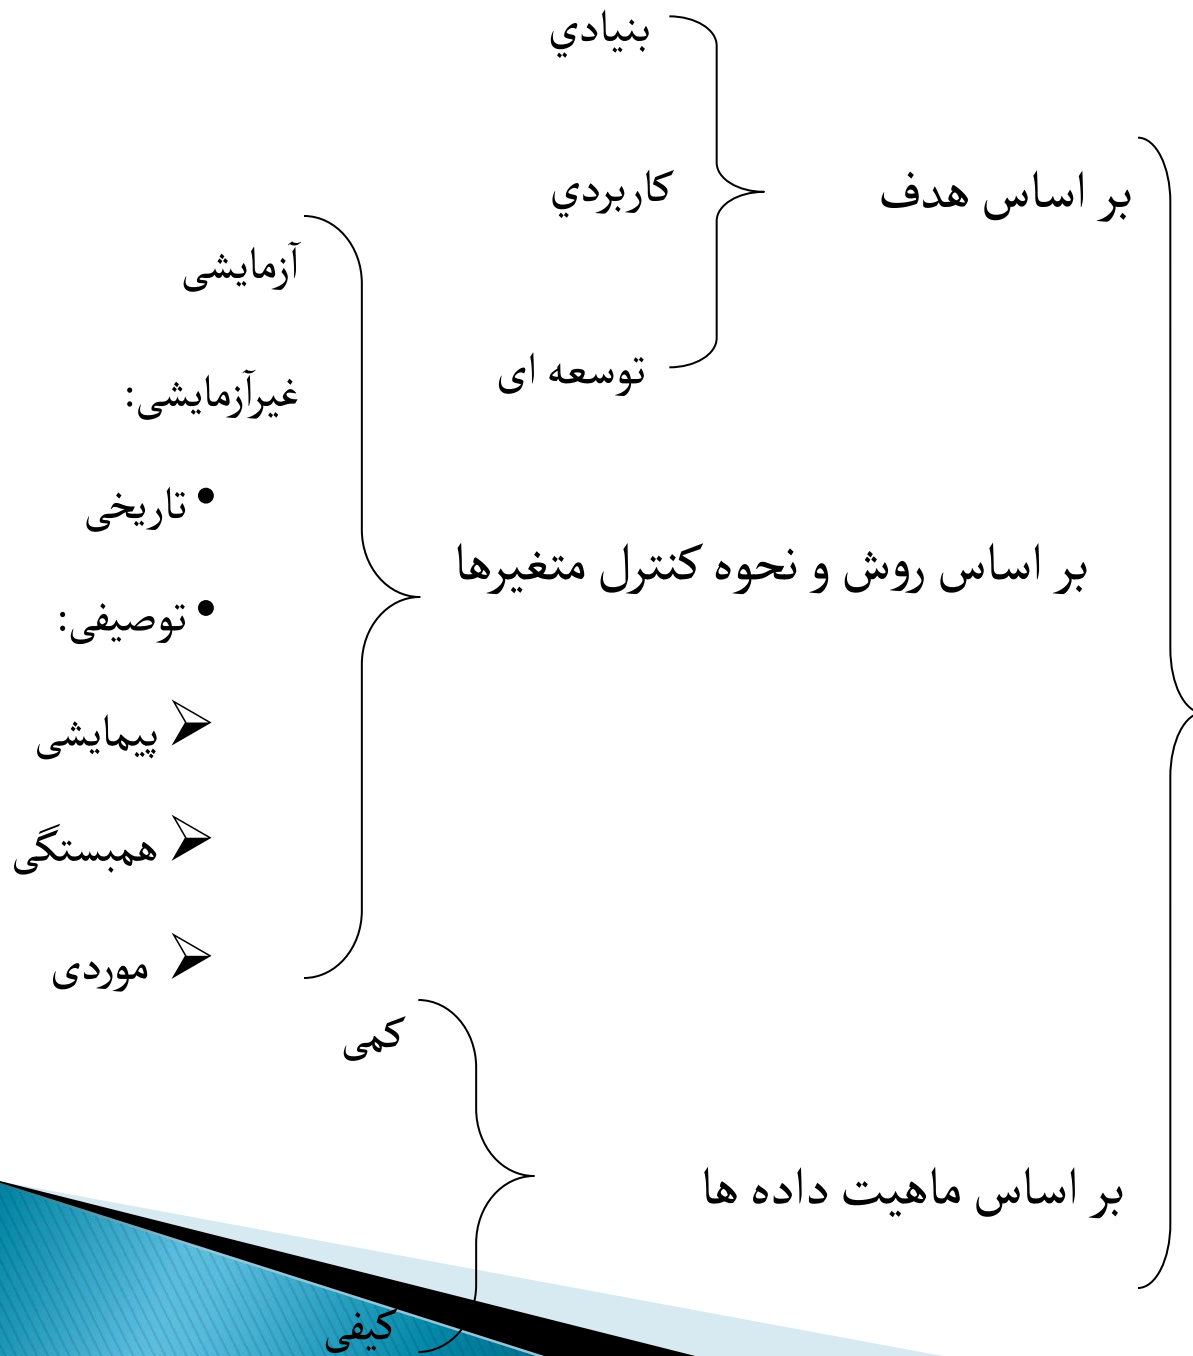 بر اساس هدف
بنيادي
كاربردي
توسعه ای
بر اساس روش و نحوه کنترل متغیرها
آزمایشی
غیرآزمایشی:
• تاریخی
• توصیفی:
➢ پیمایشی
➢ همبستگی
➢ موردی
بر اساس ماهیت داده ها
کمی
کیفی